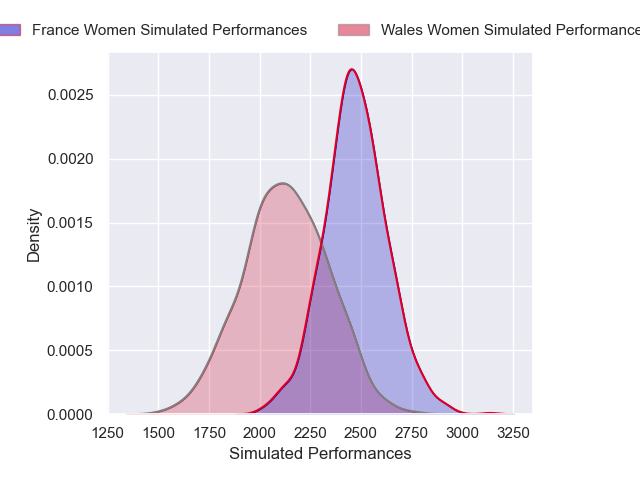 France Women Simulated Performances
Wales Women Simulated Performance
0.0025
0.0020
0.0015
0.0010
0.0005
0.0000
Density
1250 1500 1750 2000 2250 2500 2750 3000 3250
Simulated Performances